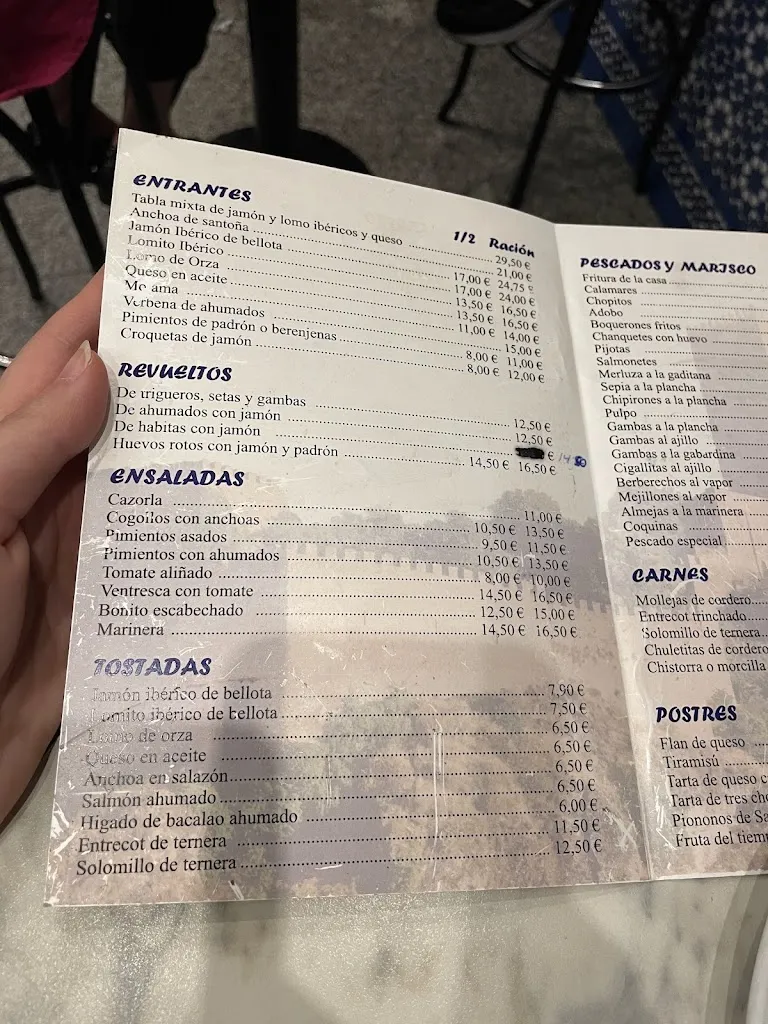 ENTRANTES
1/2 Ración
Tabla mixta de jamón y lomo ibéricos y queso ........ 29,50 €
Anchoa de santoña ........ 21,00 €
Jamón Ibérico de bellota ........ 17,00 € 24,75 €
Lomito Ibérico ........ 17,00 € 24,00 €
Lomo de Orza ........ 13,50 € 16,50 €
Queso en aceite ........ 13,50 € 16,50 €
Mojama ........ 11,00 € 14,00 €
Verbena de ahumados ........ 15,00 €
Pimientos de padrón o berenjenas ........ 8,00 € 11,00 €
Croquetas de jamón ........ 8,00 € 12,00 €
REVUELTOS
De trigueros, setas y gambas ........ 12,50 €
De ahumados con jamón ........ 12,50 €
De habitas con jamón ........ € 14
Huevos rotos con jamón y padrón ........ 14,50 € 16,50 €
ENSALADAS
Cazorla ........ 11,00 €
Cogollos con anchoas ........ 10,50 € 13,50 €
Pimientos asados ........ 9,50 € 11,50 €
Pimientos con ahumados ........ 10,50 € 13,50 €
Tomate aliñado ........ 8,00 € 10,00 €
Ventresca con tomate ........ 14,50 € 16,50 €
Bonito escabechado ........ 12,50 € 15,00 €
Marinera ........ 14,50 € 16,50 €
TOSTADAS
Jamón ibérico de bellota ........ 7,90 €
Lomito ibérico de bellota ........ 7,50 €
Lomo de orza ........ 6,50 €
Queso en aceite ........ 6,50 €
Anchoa en salazón ........ 6,50 €
Salmón ahumado ........ 6,50 €
Higado de bacalao ahumado ........ 6,00 €
Entrecot de ternera ........ 11,50 €
Solomillo de ternera ........ 12,50 €
PESCADOS Y MARISCO
Fritura de la casa
Calamares
Chopitos
Adobo
Boquerones fritos
Chanquetes con huevo
Pijotas
Salmonetes
Merluza a la gaditana
Sepia a la plancha
Chipirones a la plancha
Pulpo
Gambas a la plancha
Gambas al ajillo
Gambas a la gabardina
Cigallitas al ajillo
Berberechos al vapor
Mejillones al vapor
Almejas a la marinera
Coquinas
Pescado especial
CARNES
Mollejas de cordero
Entrecot trinchado
Solomillo de ternera
Chuletitas de cordero
Chistorra o morcilla
POSTRES
Flan de queso
Tiramisú
Tarta de queso c
Tarta de tres cho
Piononos de Sa
Fruta del tiem